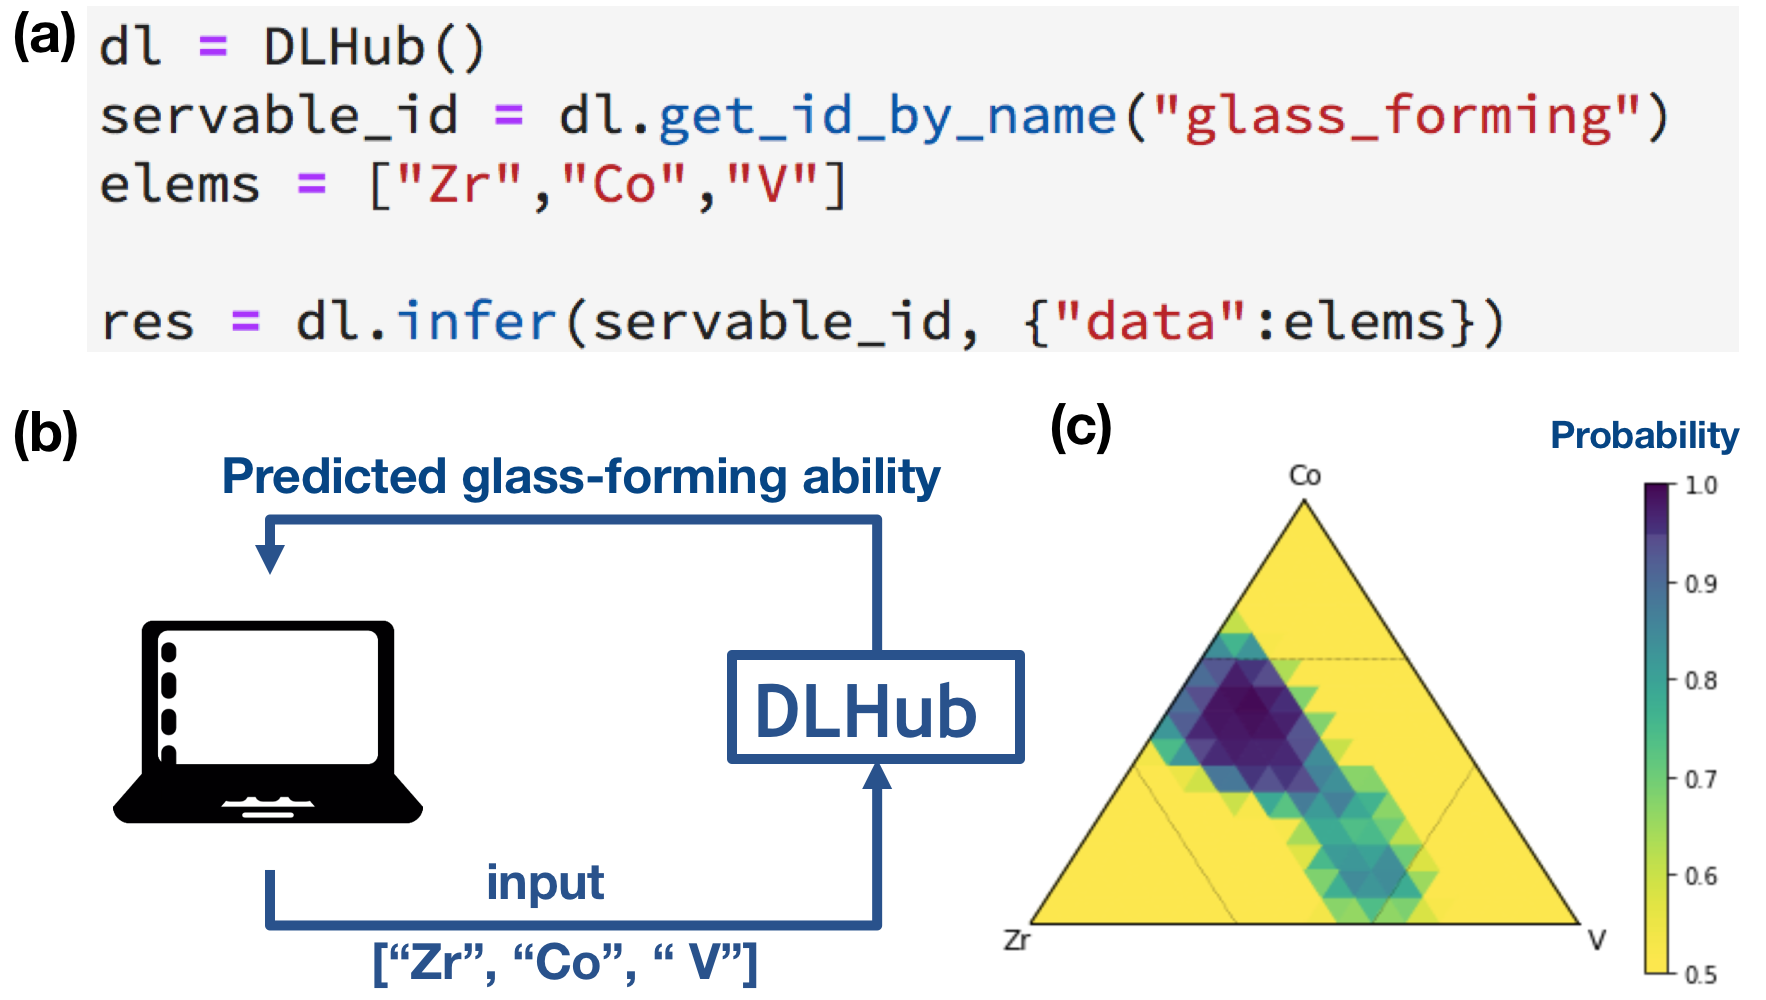 (a)
dl = DLHub()
servable_id = dl.get_id_by_name("glass_forming")
elems = ["Zr","Co","V"]
res = dl.infer(servable_id, {"data":elems})
(b)
Predicted glass-forming ability
DLHub
input
[“Zr”, “Co”, “ V”]
(c)
Probability
Co
Zr
V
1.0
0.9
0.8
0.7
0.6
0.5